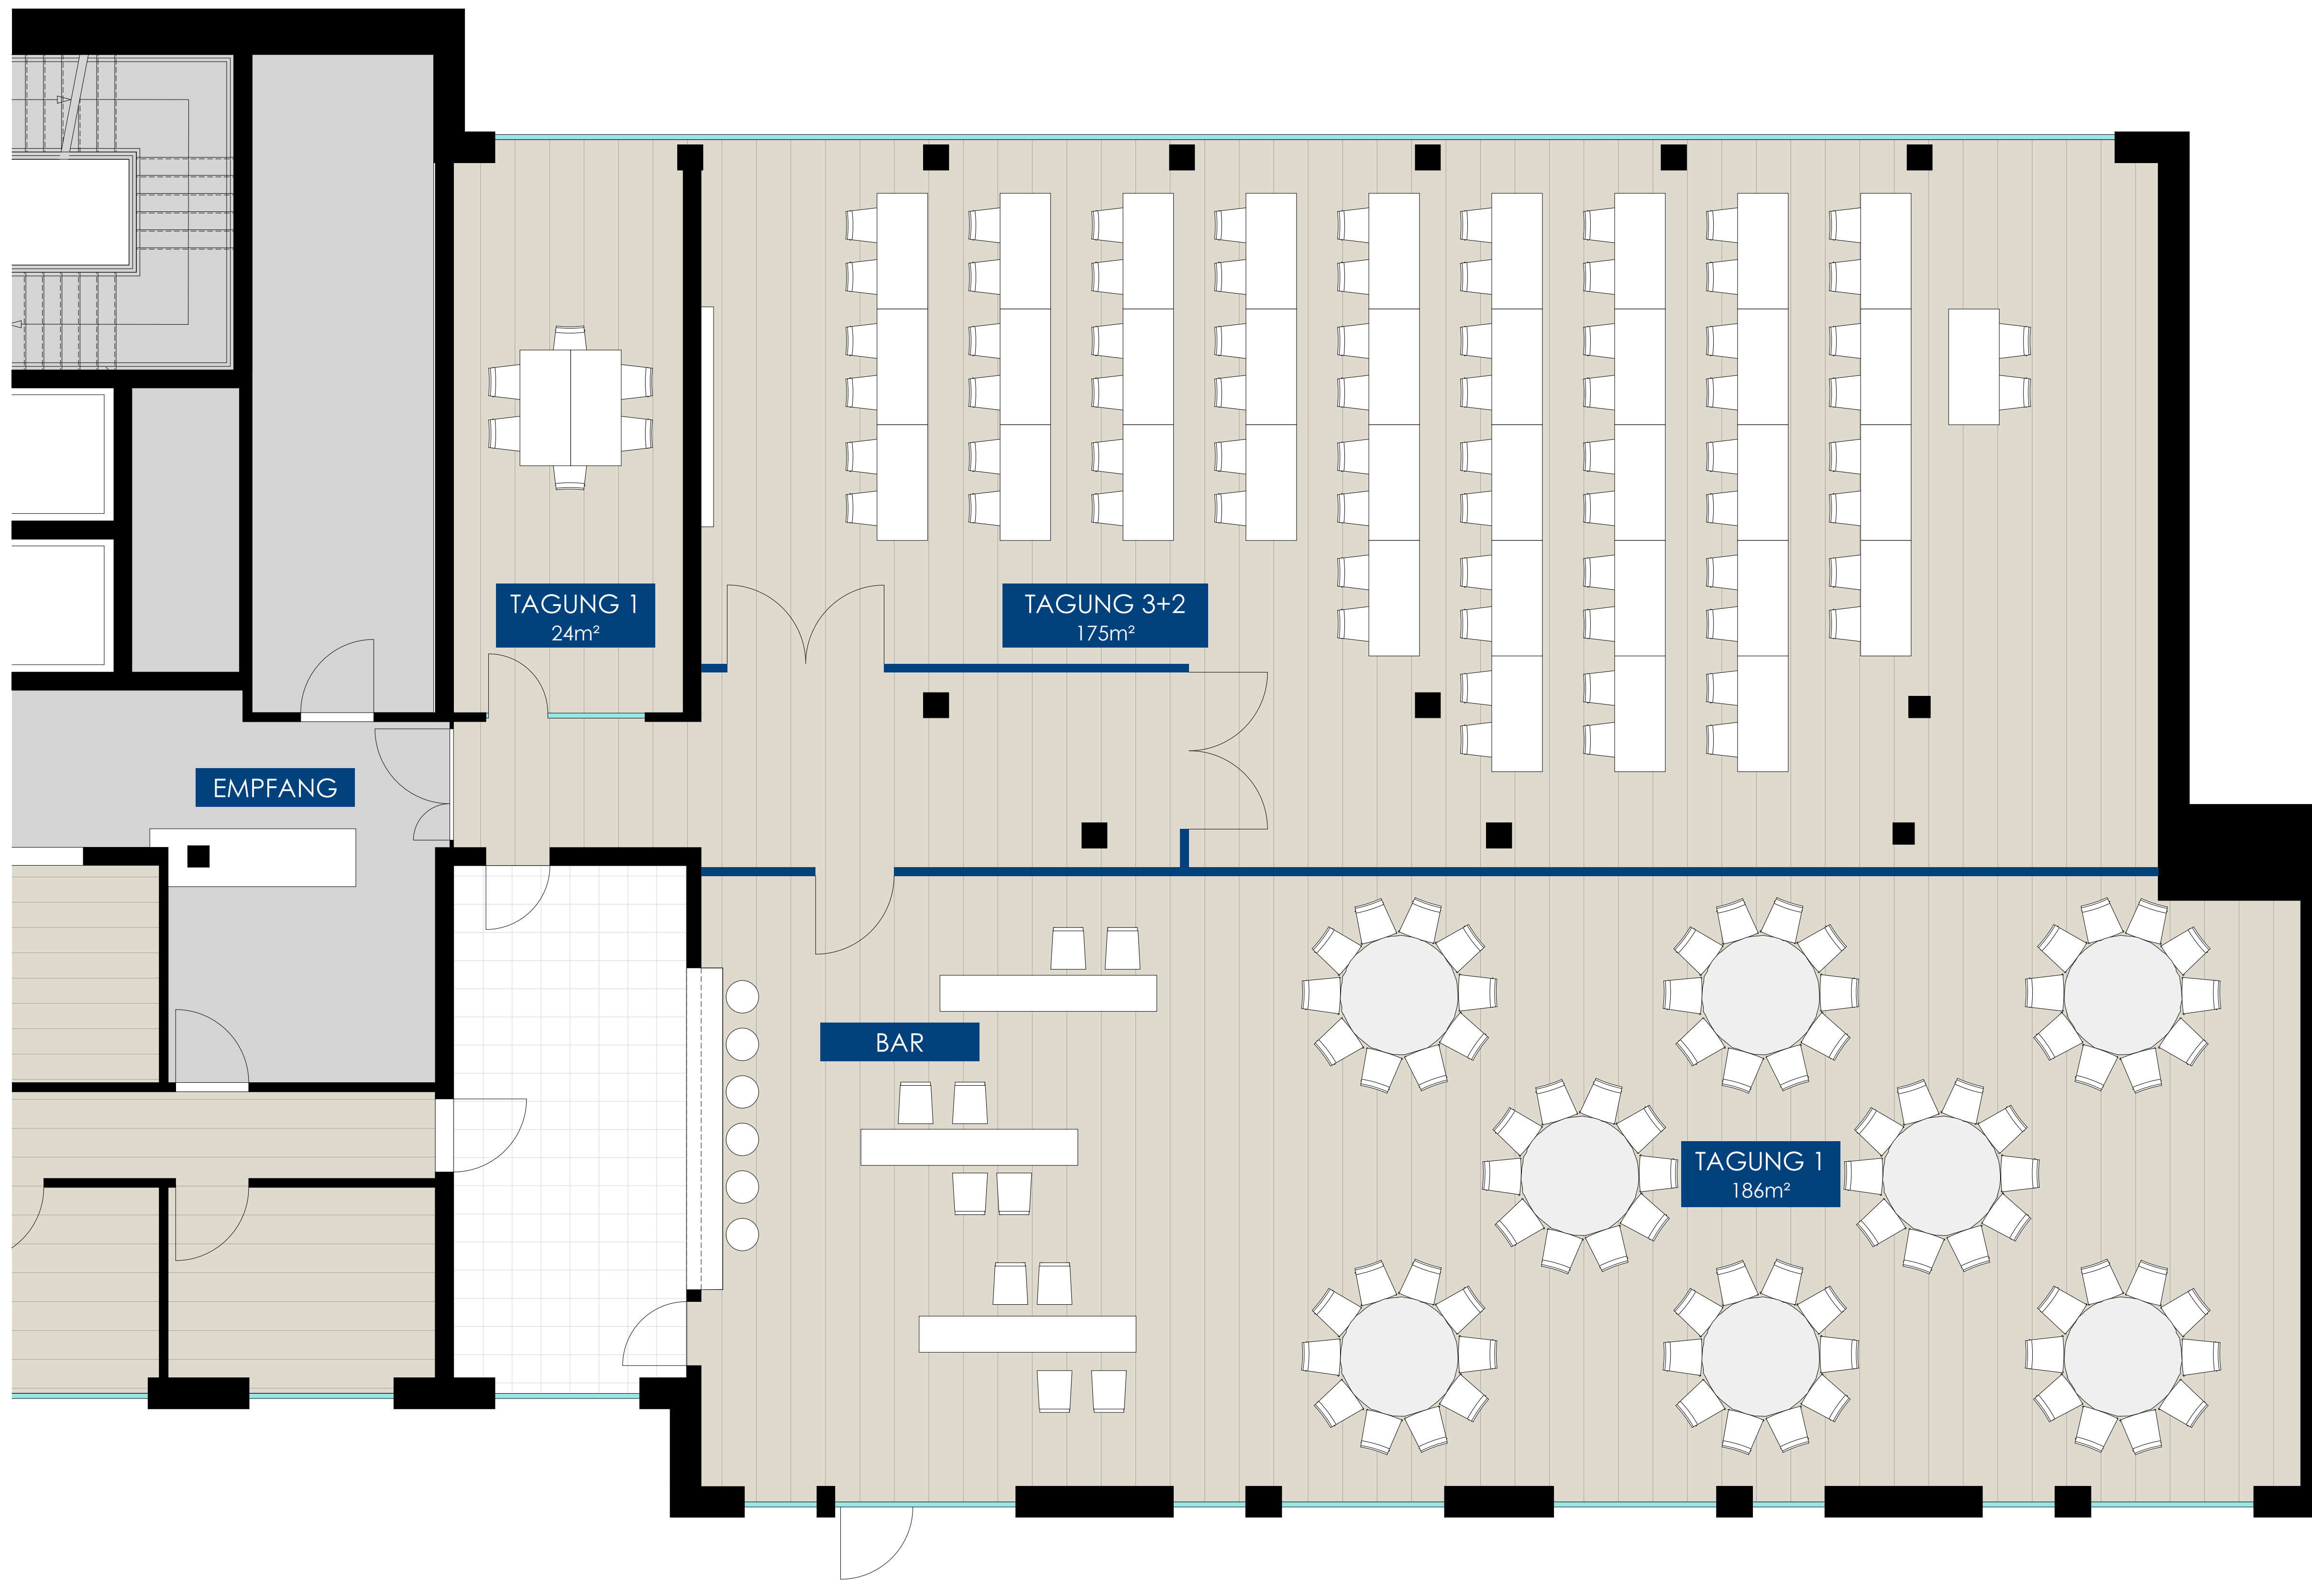 TAGUNG 1
24m²
TAGUNG 3+2
175m²
EMPFANG
BAR
TAGUNG 1
186m²